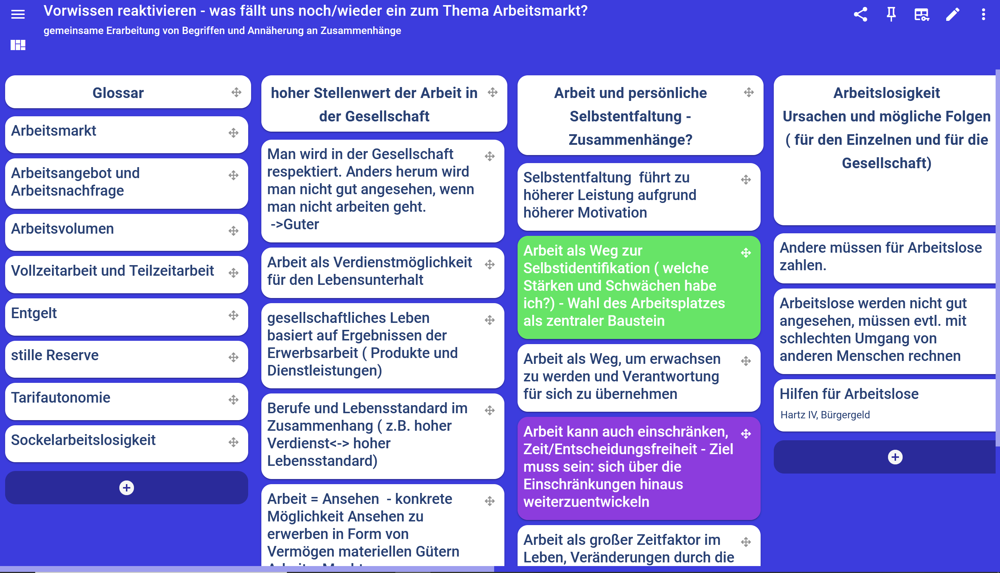 Vorwissen reaktivieren - was fällt uns noch/wieder ein zum Thema Arbeitsmarkt?
gemeinsame Erarbeitung von Begriffen und Annäherung an Zusammenhänge
Glossar
Arbeitsmarkt
Arbeitsangebot und
Arbeitsnachfrage
Arbeitsvolumen
Vollzeitarbeit und Teilzeitarbeit
Entgelt
stille Reserve
Tarifautonomie
Sockelarbeitslosigkeit
hoher Stellenwert der Arbeit in
der Gesellschaft
Man wird in der Gesellschaft
respektiert. Anders herum wird
man nicht gut angesehen, wenn
man nicht arbeiten geht.
->Guter
Arbeit als Verdienstmöglichkeit
für den Lebensunterhalt
gesellschaftliches Leben
basiert auf Ergebnissen der
Erwerbsarbeit ( Produkte und
Dienstleistungen)
Berufe und Lebensstandard im
Zusammenhang ( z.B. hoher
Verdienst<-> hoher
Lebensstandard)
Arbeit = Ansehen  - konkrete
Möglichkeit Ansehen zu
erwerben in Form von
Vermögen materiellen Gütern
Arbeit und persönliche
Selbstentfaltung -
Zusammenhänge?
Selbstentfaltung  führt zu
höherer Leistung aufgrund
höherer Motivation
Arbeit als Weg zur
Selbstidentifikation ( welche
Stärken und Schwächen habe
ich?) - Wahl des Arbeitsplatzes
als zentraler Baustein
Arbeit als Weg, um erwachsen
zu werden und Verantwortung
für sich zu übernehmen
Arbeit kann auch einschränken,
Zeit/Entscheidungsfreiheit - Ziel
muss sein: sich über die
Einschränkungen hinaus
weiterzuentwickeln
Arbeit als großer Zeitfaktor im
Leben, Veränderungen durch die
Arbeitslosigkeit
Ursachen und mögliche Folgen
( für den Einzelnen und für die
Gesellschaft)
Andere müssen für Arbeitslose
zahlen.
Arbeitslose werden nicht gut
angesehen, müssen evtl. mit
schlechten Umgang von
anderen Menschen rechnen
Hilfen für Arbeitslose
Hartz IV, Bürgergeld